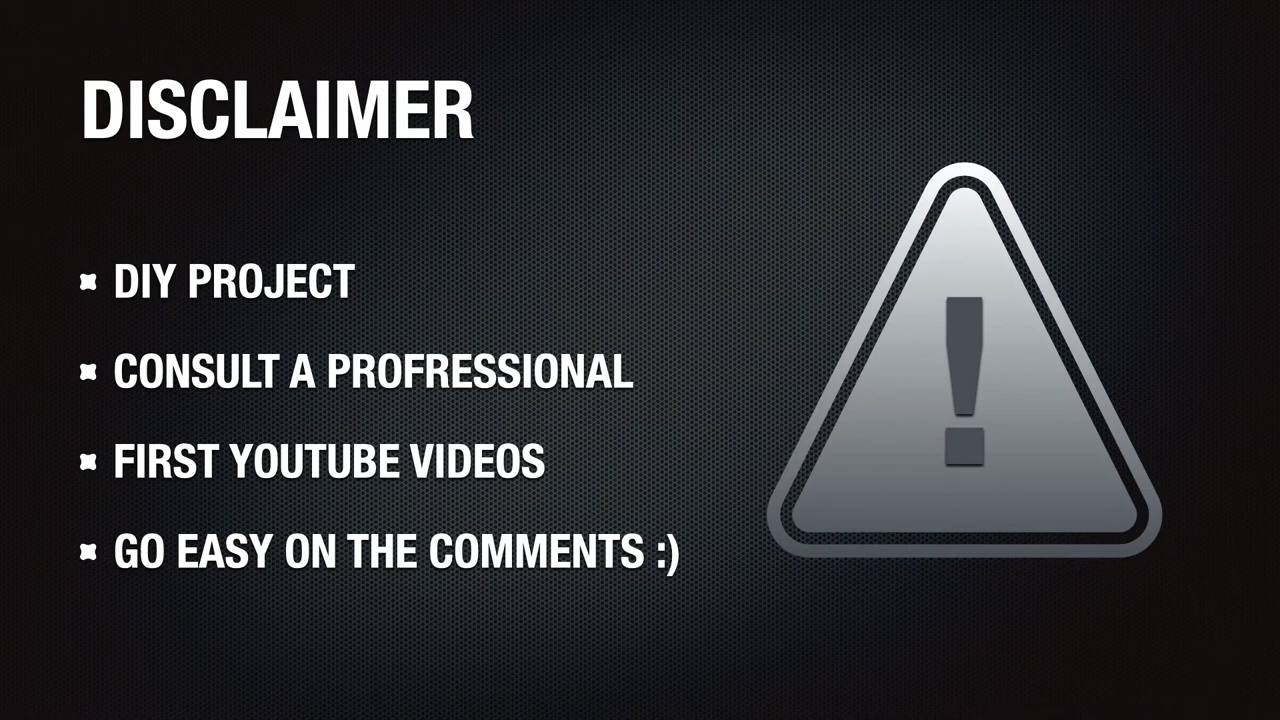 DISCLAIMER
DIY PROJECT
CONSULT A PROFRESSIONAL
FIRST YOUTUBE VIDEOS
GO EASY ON THE COMMENTS :)
!